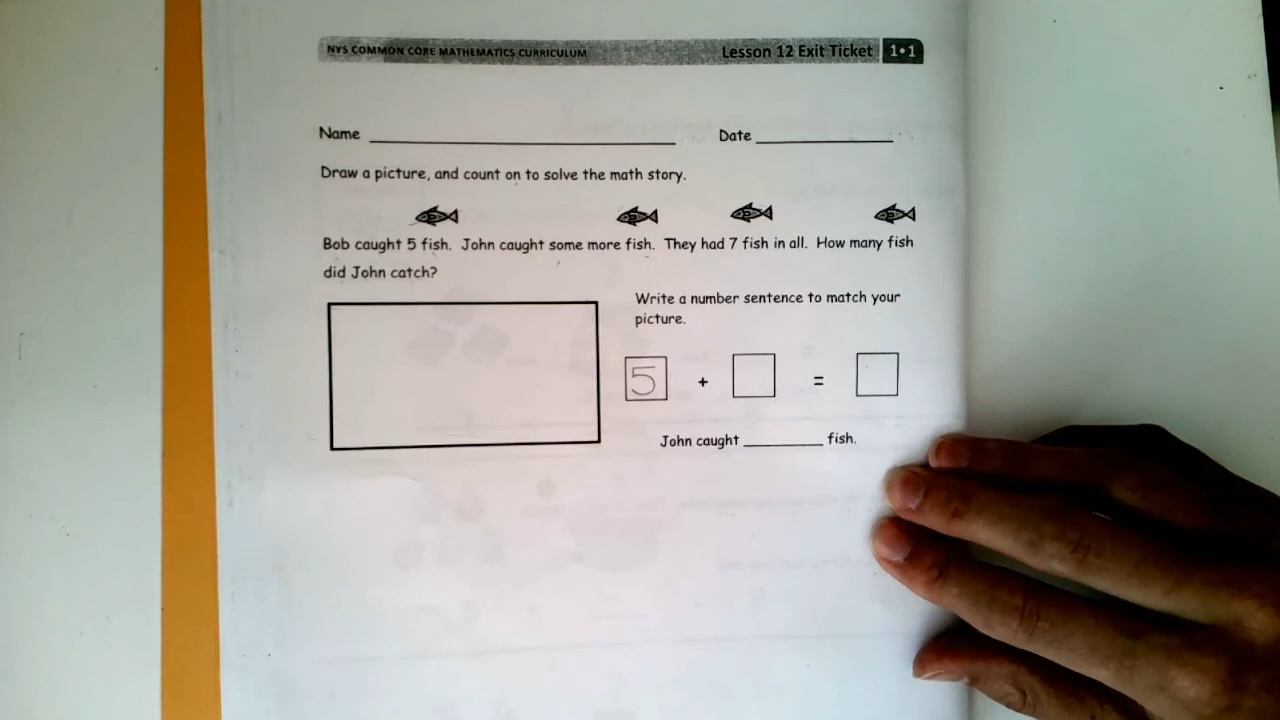 NYS COMMON CORE MATHEMATICS CURRICULUM Lesson 12 Exit Ticket 1•1
Name Date
Draw a picture, and count on to solve the math story.
Bob caught 5 fish. John caught some more fish. They had 7 fish in all. How many fish
did John catch?
Write a number sentence to match your
picture.
5 + =
John caught fish.